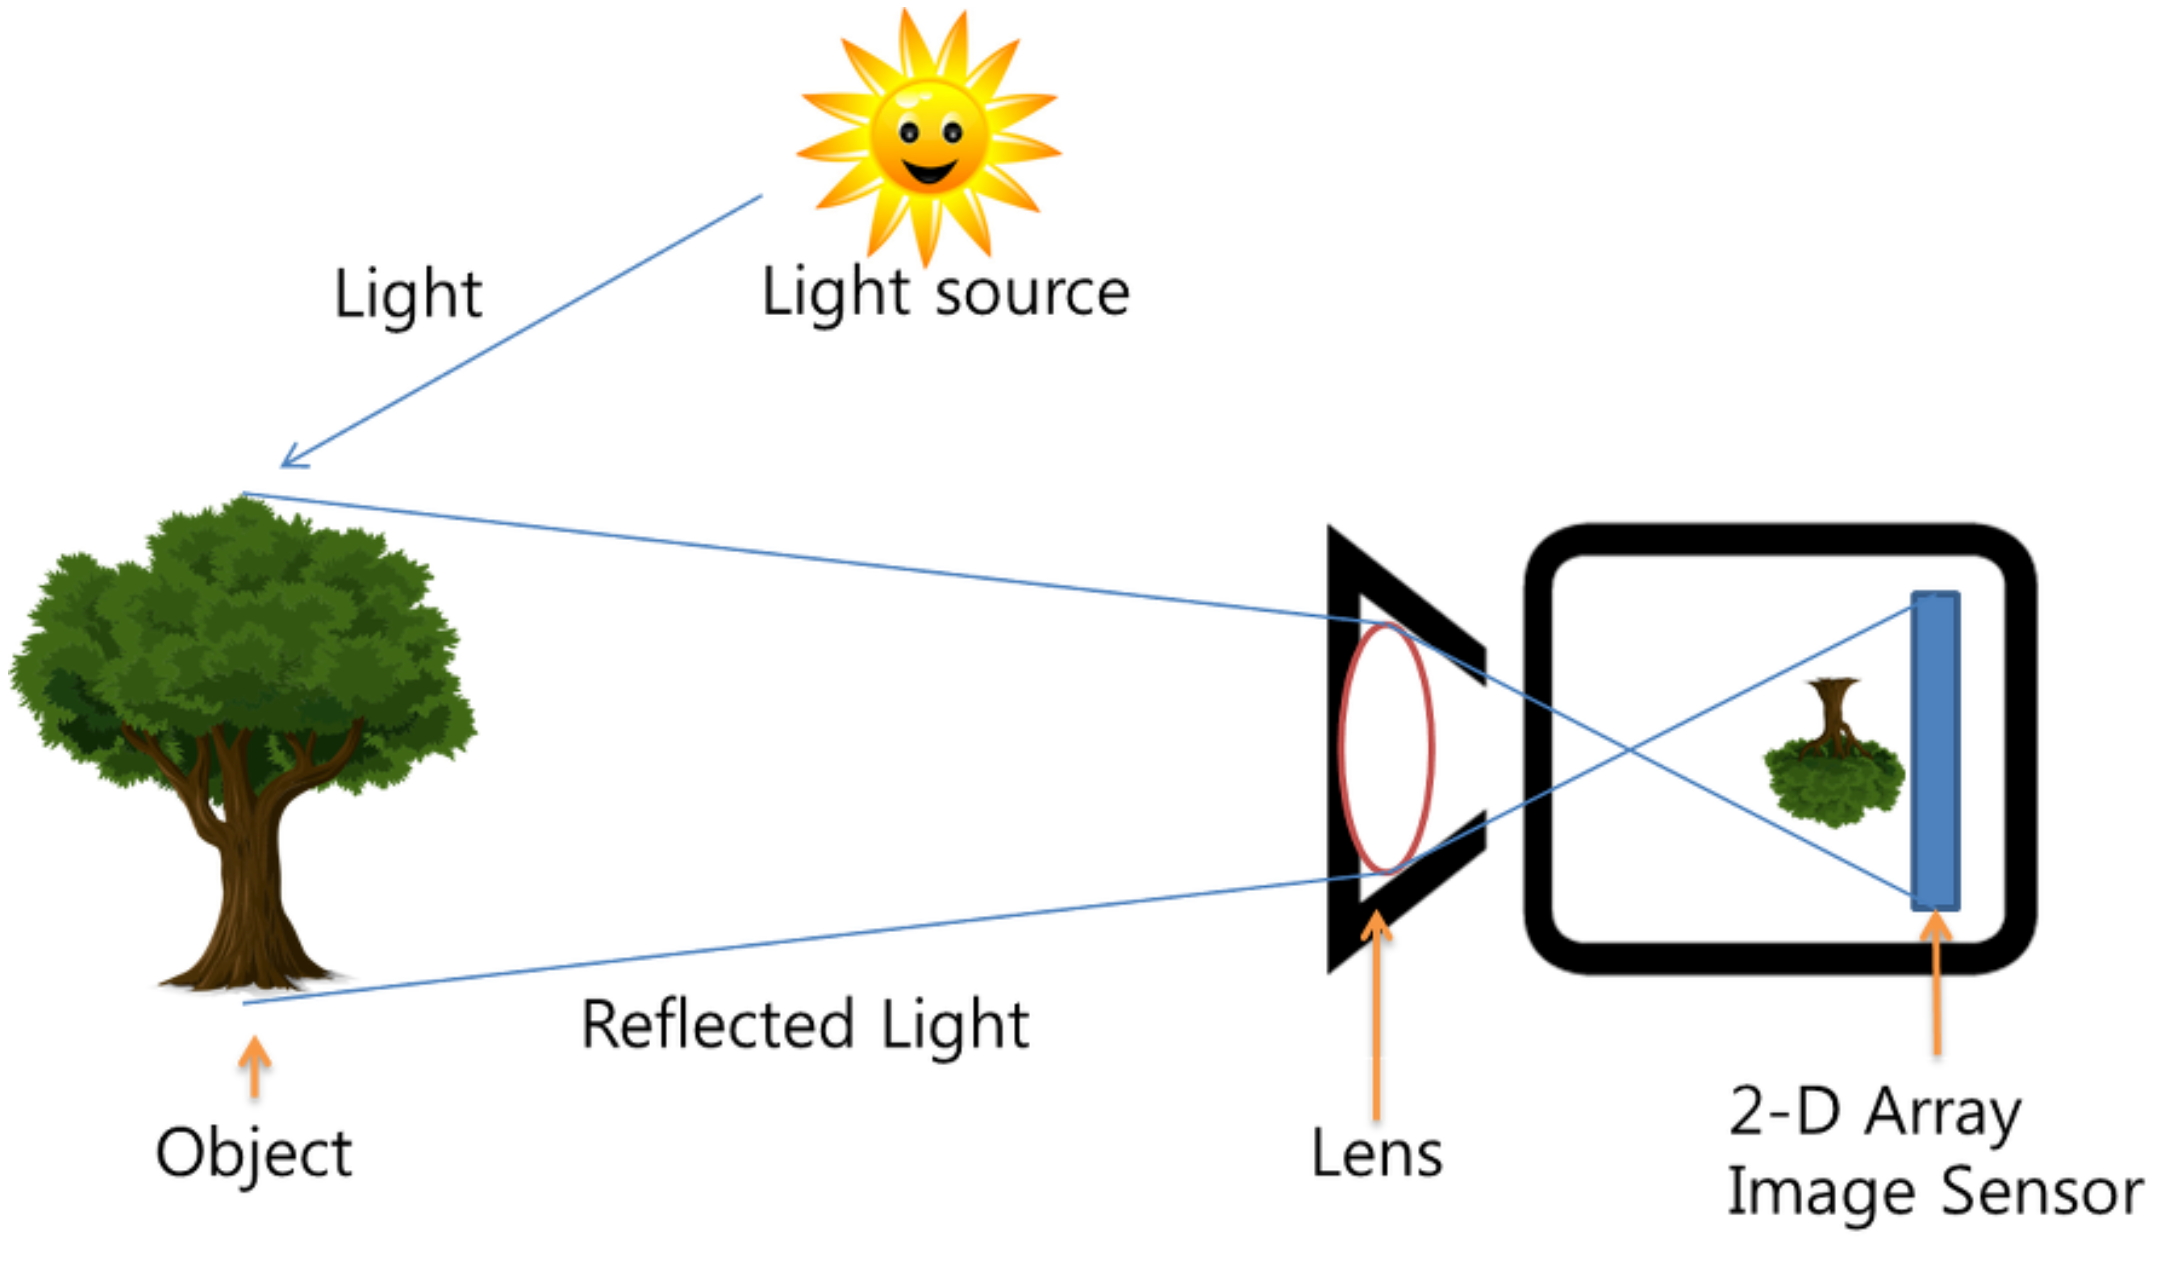 Light
Light source
Reflected Light
Object
Lens
2-D Array
Image Sensor